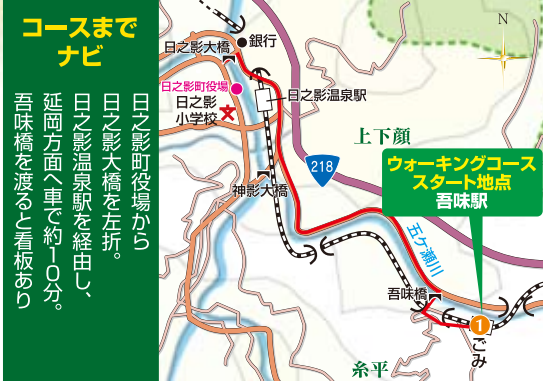 コースまで
ナビ
日之影町役場から
日之影大橋を左折。
日之影温泉駅を経由し、
延岡方面へ車で約10分。
吾味橋を渡ると看板あり
N
銀行
日之影大橋
日之影町役場
日之影
小学校
日之影温泉駅
上下顔
218
ウォーキングコース
スタート地点
吾味駅
神影大橋
五ケ瀬川
吾味橋
1
ごみ
糸平